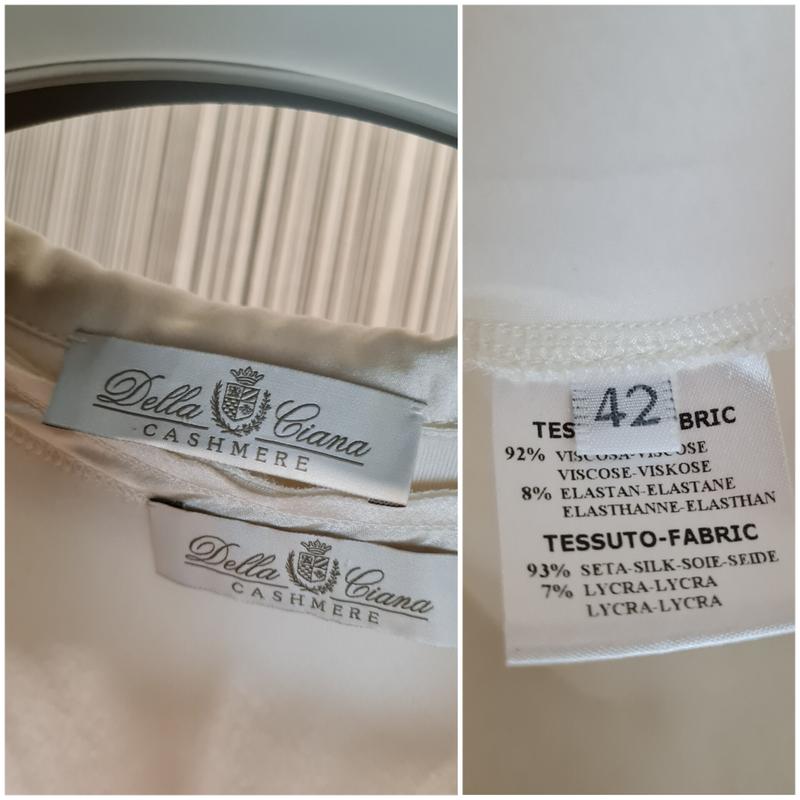 Della Ciana
CASHMERE
Della Ciana
CASHMERE
42
BRIC
92% VISCOSA-VISCOSE
VISCOSE-VISKOSE
8% ELASTAN-ELASTANE
ELASTHANNE-ELASTHAN
TESSUTO-FABRIC
93% SETA-SILK-SOIE-SEIDE
7% LYCRA-LYCRA
LYCRA-LYCRA